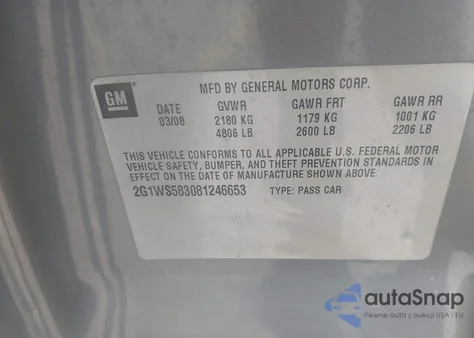 GM
MFD BY GENERAL MOTORS CORP.
DATE GVWR GAWR FRT GAWR RR
03/08 2180 KG 1179 KG 1001 KG
4806 LB 2600 LB 2206 LB
THIS VEHICLE CONFORMS TO ALL APPLICABLE U.S. FEDERAL MOTOR
VEHICLE SAFETY, BUMPER, AND THEFT PREVENTION STANDARDS IN
EFFECT ON THE DATE OF MANUFACTURE SHOWN ABOVE.
2G1WS583081246653 TYPE: PASS CAR
autoSnap
Pewne auta z aukcji USA i EU